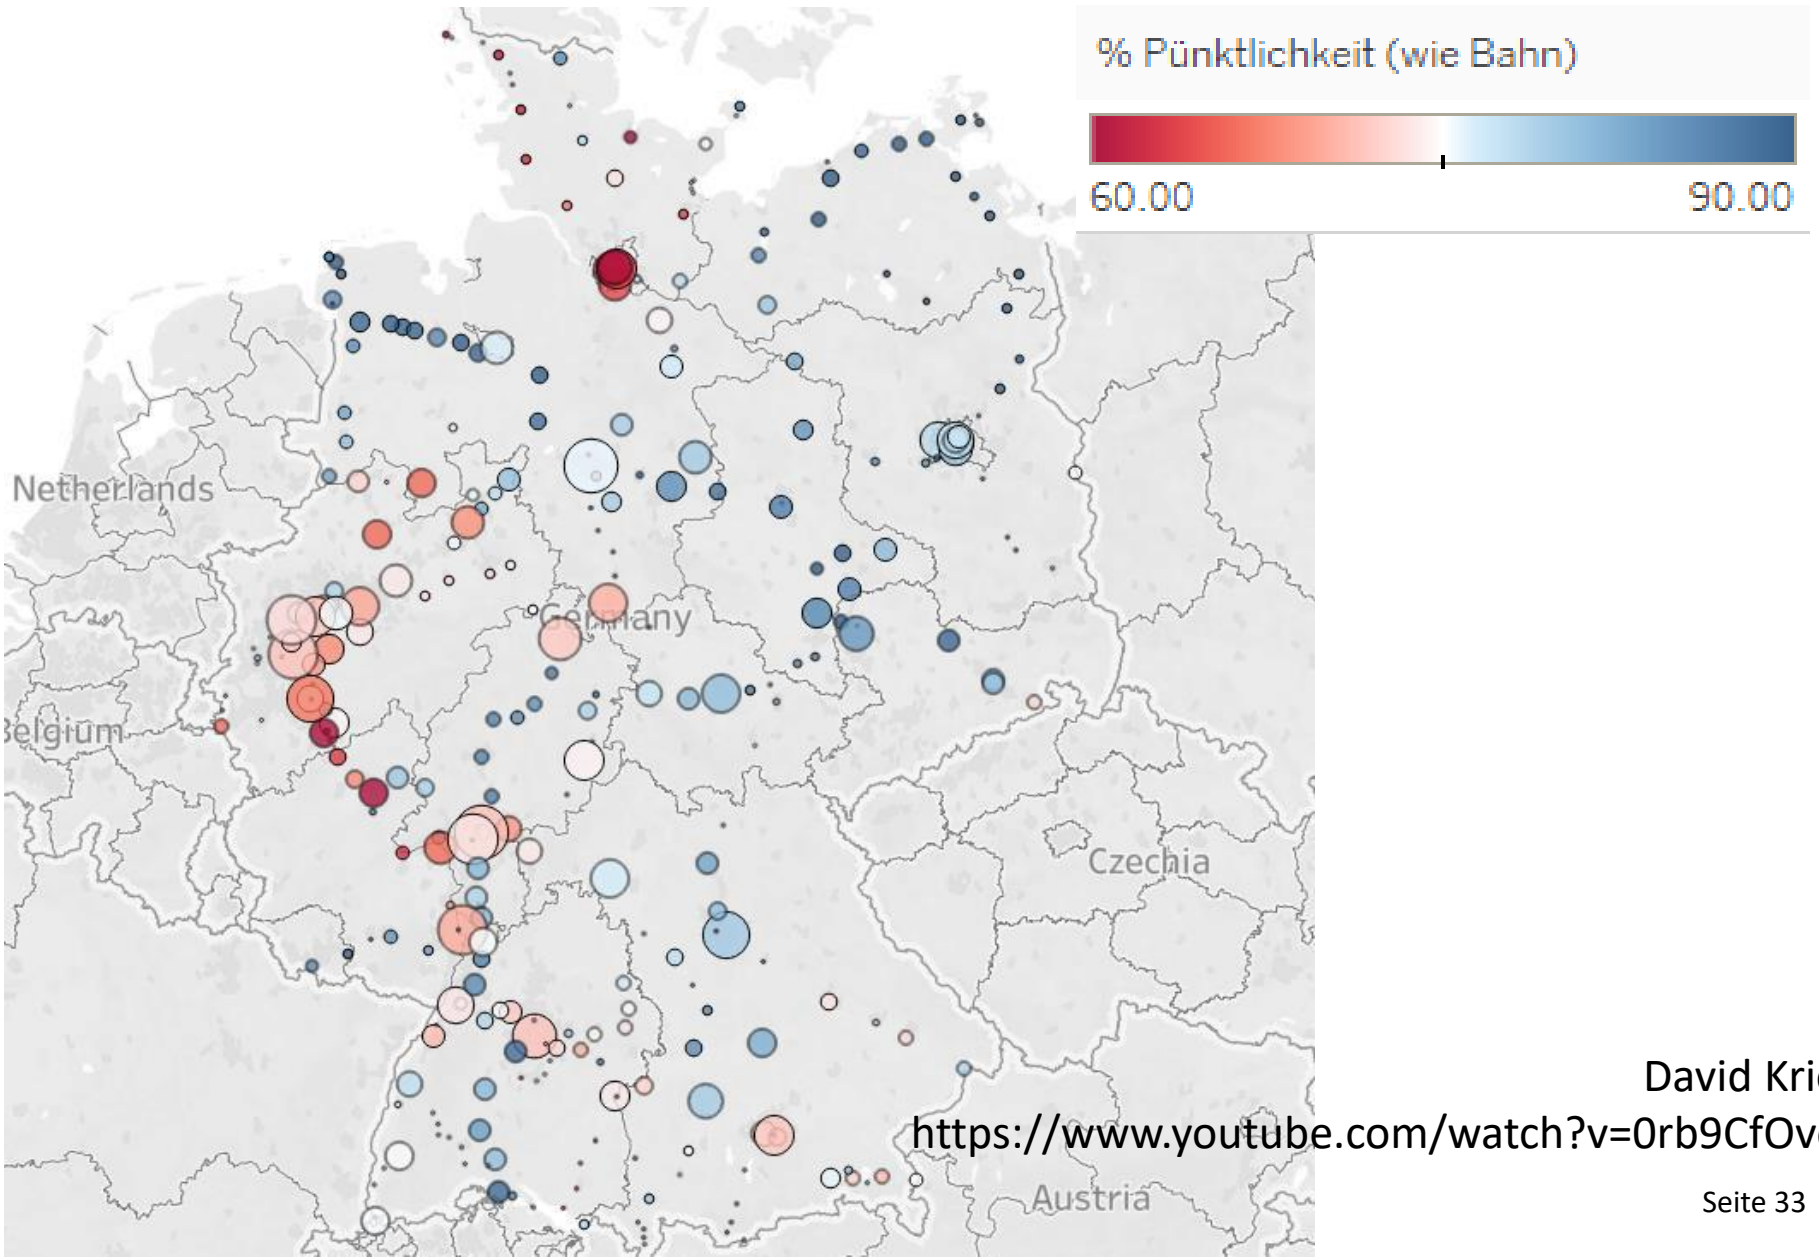 % Pünktlichkeit (wie Bahn)
60.00 90.00
Netherlands
Germany
Belgium
Czechia
David Kri
https://www.youtube.com/watch?v=0rb9CfOv
Austria
Seite 33